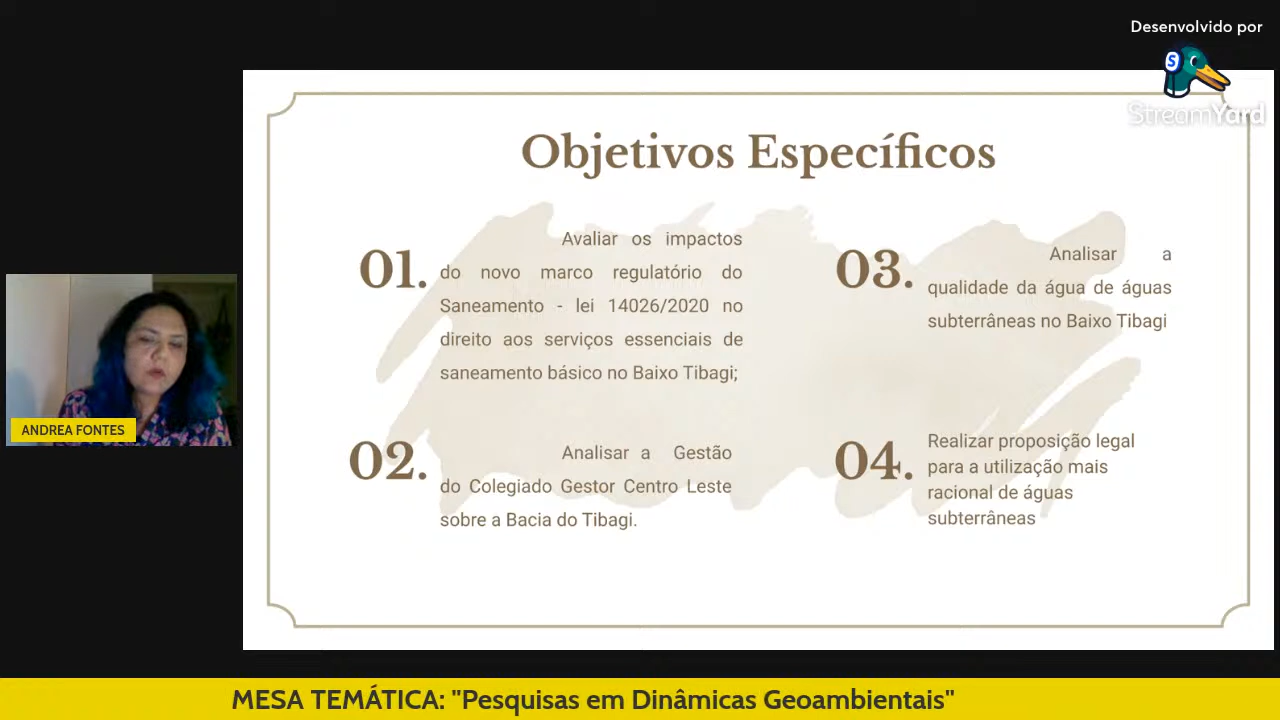 Desenvolvido por
S
StreamYard
Objetivos Específicos
01.
Avaliar os impactos
do novo marco regulatório do
Saneamento - lei 14026/2020 no
direito aos serviços essenciais de
saneamento básico no Baixo Tibagi;
02.
Analisar a Gestão
do Colegiado Gestor Centro Leste
sobre a Bacia do Tibagi.
03.
Analisar a
qualidade da água de águas
subterrâneas no Baixo Tibagi
04.
Realizar proposição legal
para a utilização mais
racional de águas
subterrâneas
ANDREA FONTES
MESA TEMÁTICA: "Pesquisas em Dinâmicas Geoambientais"